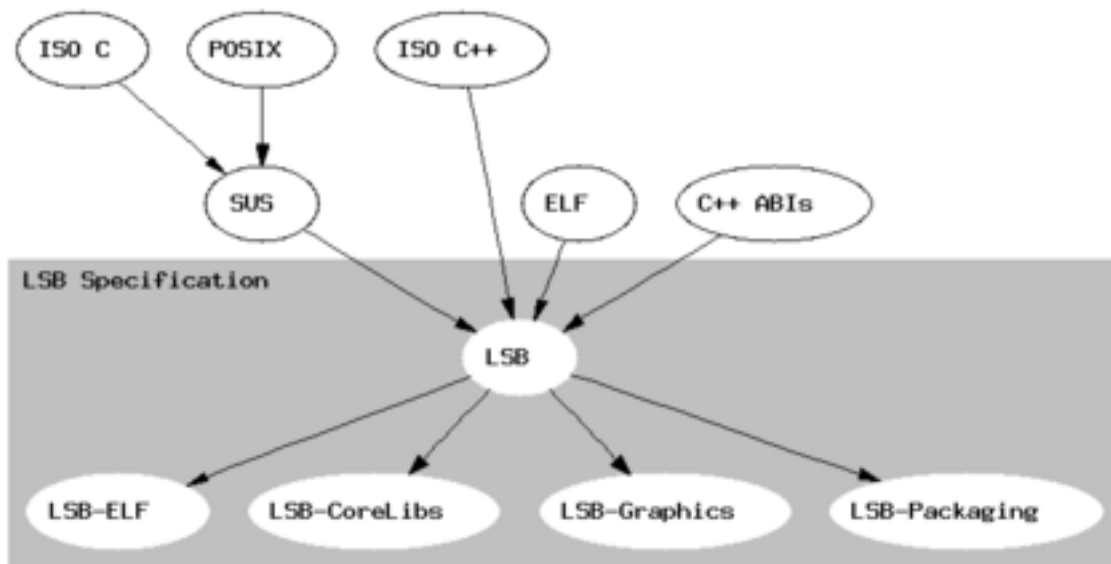 ISO C
POSIX
ISO C++
SUS
ELF
C++ ABIs
LSB Specification
LSB
LSB-ELF
LSB-CoreLibs
LSB-Graphics
LSB-Packaging